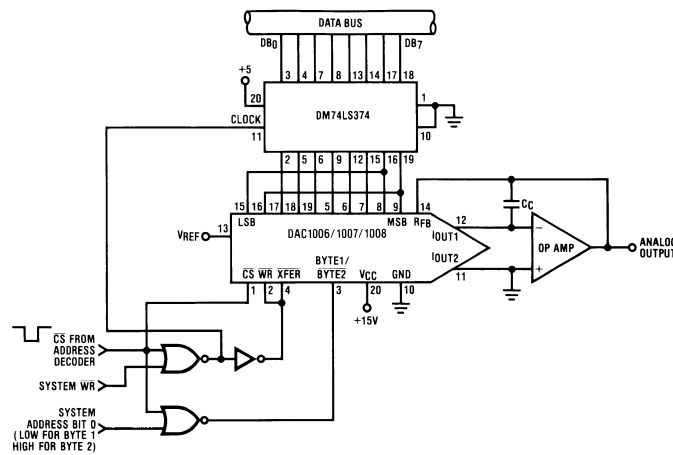 DATA BUS
DB0 DB7
3 4 7 8 13 14 17 18
+5
20 1
DM74LS374
CLOCK
11 10
2 5 6 9 12 15 16 19
15 16 17 18 19 5 6 7 8 9 14
LSB MSB RFB
CC
VREF 13
DAC1006/1007/1008
IOUT1 12
IOUT2 11
− OP AMP
+
ANALOG
OUTPUT
BYTE1/
CS WR XFER BYTE2 VCC GND
1 2 4 3 20 10
+15V
CS FROM
ADDRESS
DECODER
SYSTEM WR
SYSTEM
ADDRESS BIT 0
(LOW FOR BYTE 1
HIGH FOR BYTE 2)